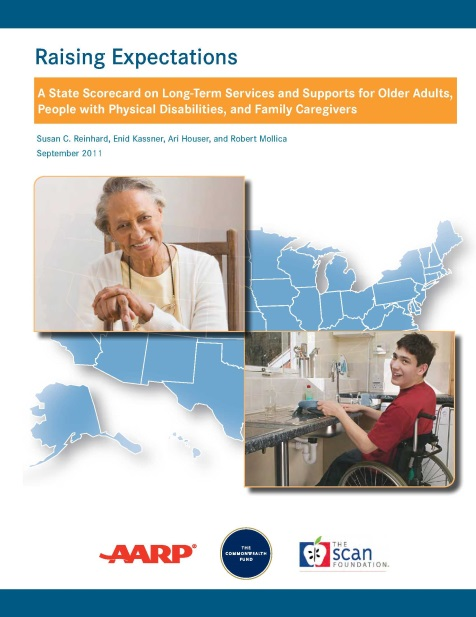 Raising Expectations
A State Scorecard on Long-Term Services and Supports for Older Adults,
People with Physical Disabilities, and Family Caregivers
Susan C. Reinhard, Enid Kassner, Ari Houser, and Robert Mollica
September 2011
AARP®
THE
COMMONWEALTH
FUND
THE
scan
FOUNDATION®